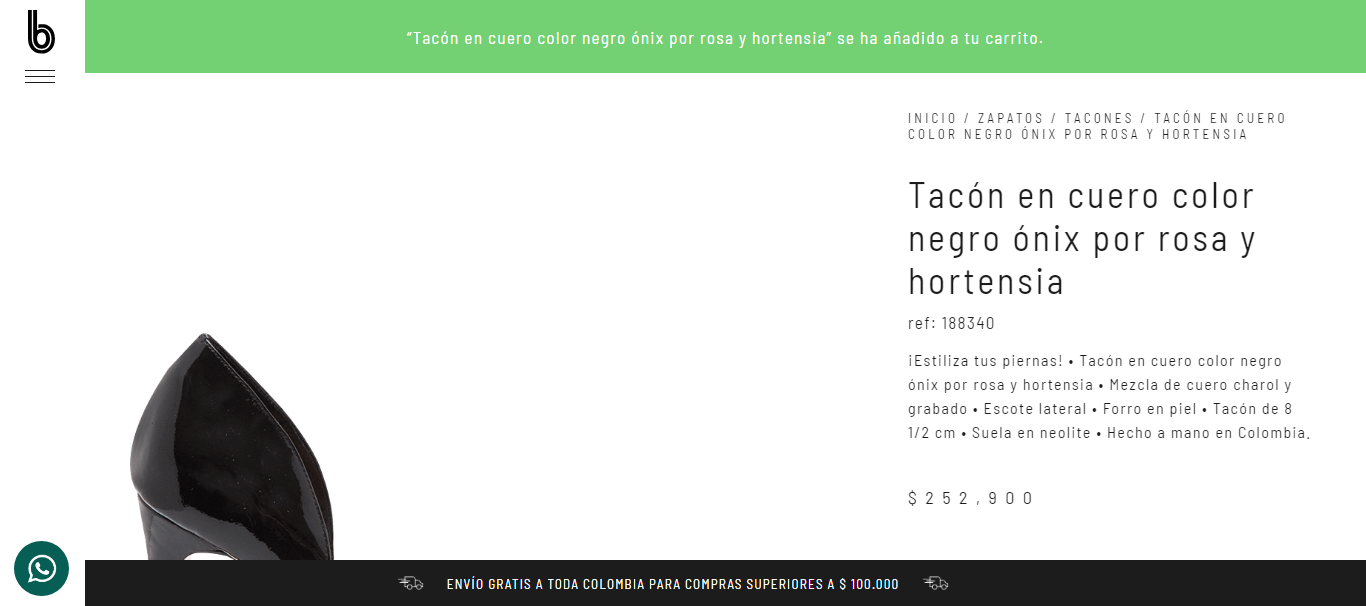 b
“Tacón en cuero color negro ónix por rosa y hortensia” se ha añadido a tu carrito.
INICIO / ZAPATOS / TACONES / TACÓN EN CUERO
COLOR NEGRO ÓNIX POR ROSA Y HORTENSIA
Tacón en cuero color
negro ónix por rosa y
hortensia
ref: 188340
¡Estiliza tus piernas! • Tacón en cuero color negro
ónix por rosa y hortensia • Mezcla de cuero charol y
grabado • Escote lateral • Forro en piel • Tacón de 8
1/2 cm • Suela en neolite • Hecho a mano en Colombia.
$252,900
ENVÍO GRATIS A TODA COLOMBIA PARA COMPRAS SUPERIORES A $ 100.000